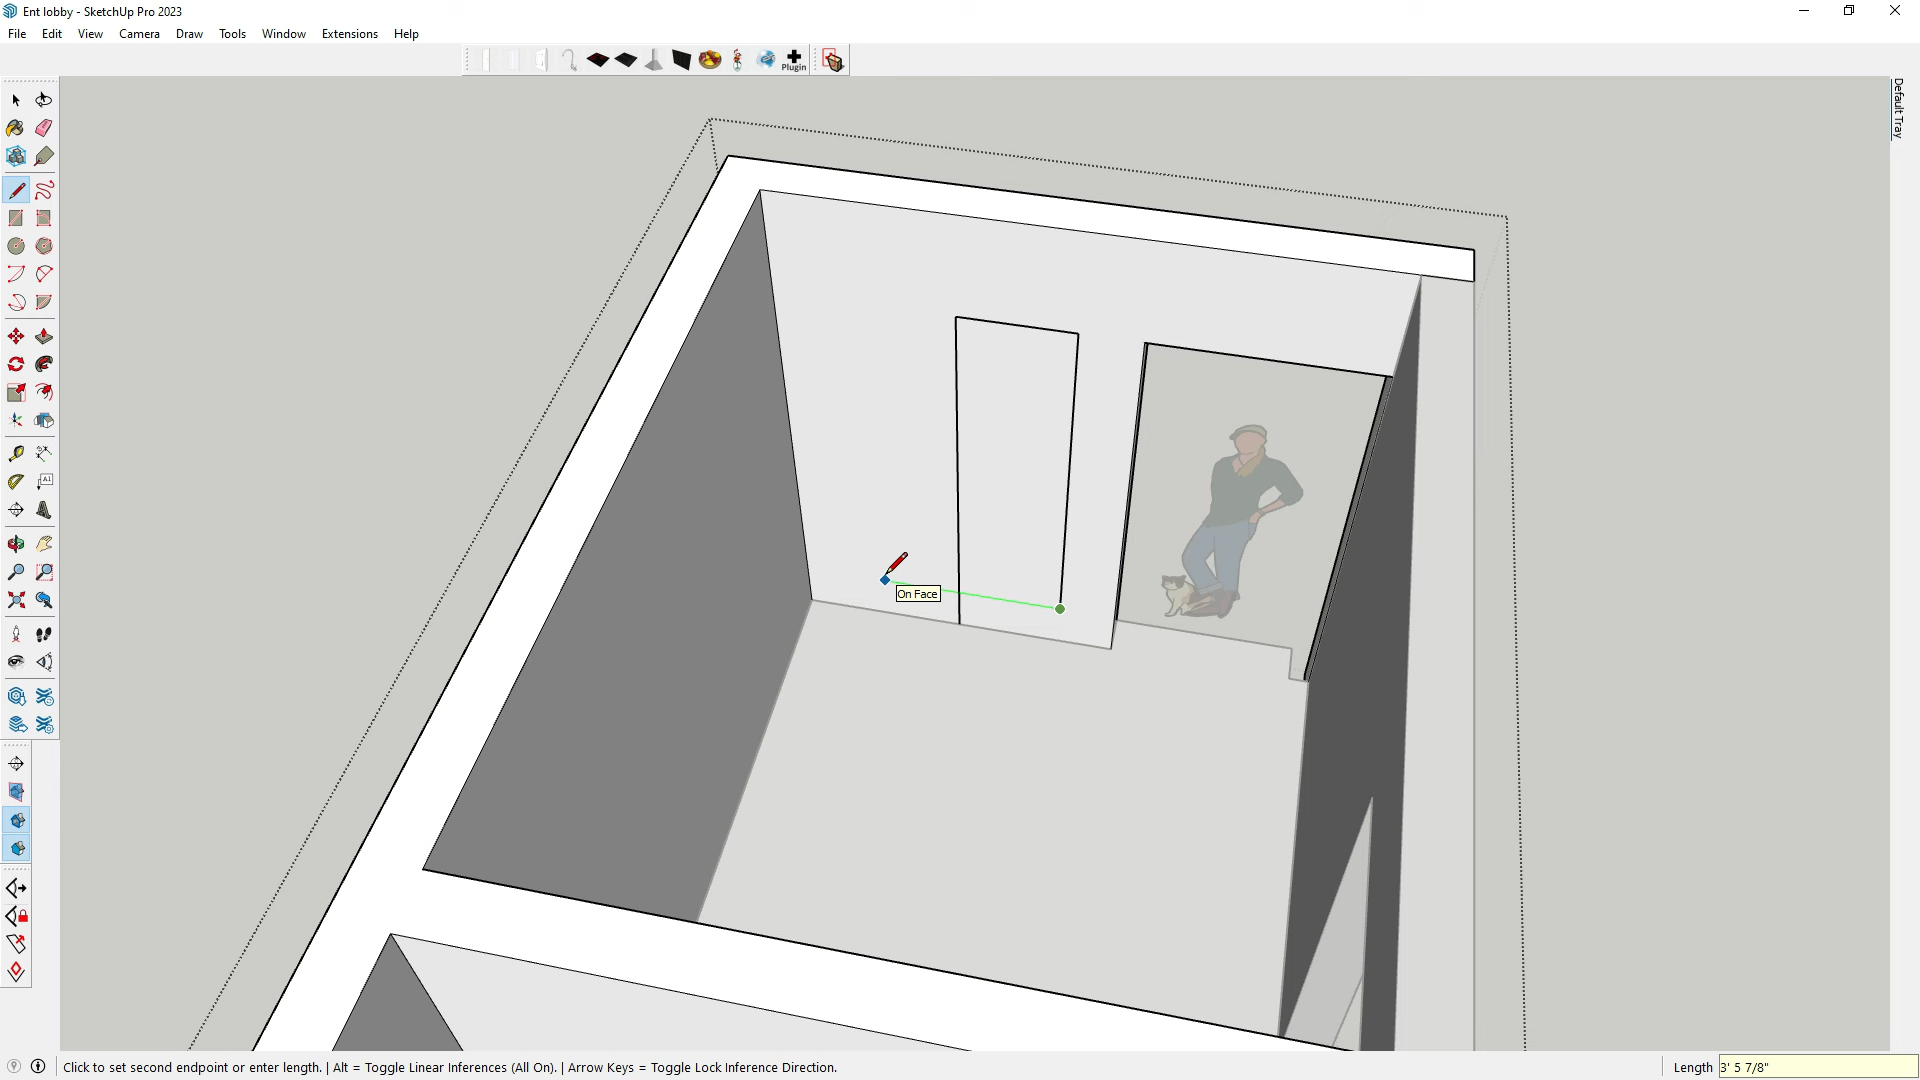 Ent lobby - SketchUp Pro 2023
File Edit View Camera Draw Tools Window Extensions Help
Plugin
Default Tray
A1
On Face
Click to set second endpoint or enter length. | Alt = Toggle Linear Inferences (All On). | Arrow Keys = Toggle Lock Inference Direction.
Length 3' 5 7/8"